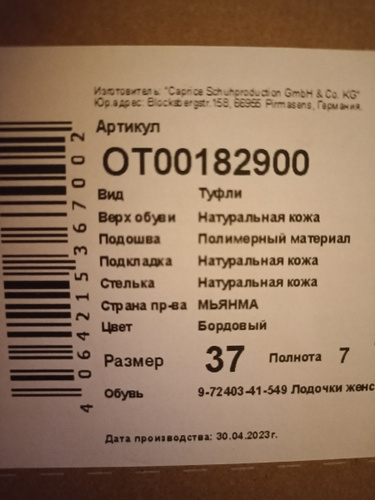 Изготовитель: "Caprice Schuhproduction GmbH & Co. KG"
Юр.адрес: Blocksbergstr.158, 66955 Pirmasens, Германия.
Артикул
ОТ00182900
Вид Туфли
Верх обуви Натуральная кожа
Подошва Полимерный материал
Подкладка Натуральная кожа
Стелька Натуральная кожа
Страна пр-ва МЬЯНМА
Цвет Бордовый
Размер 37 Полнота 7
Обувь 9-72403-41-549 Лодочки женс
Дата производства: 30.04.2023г.
4 064215 367002